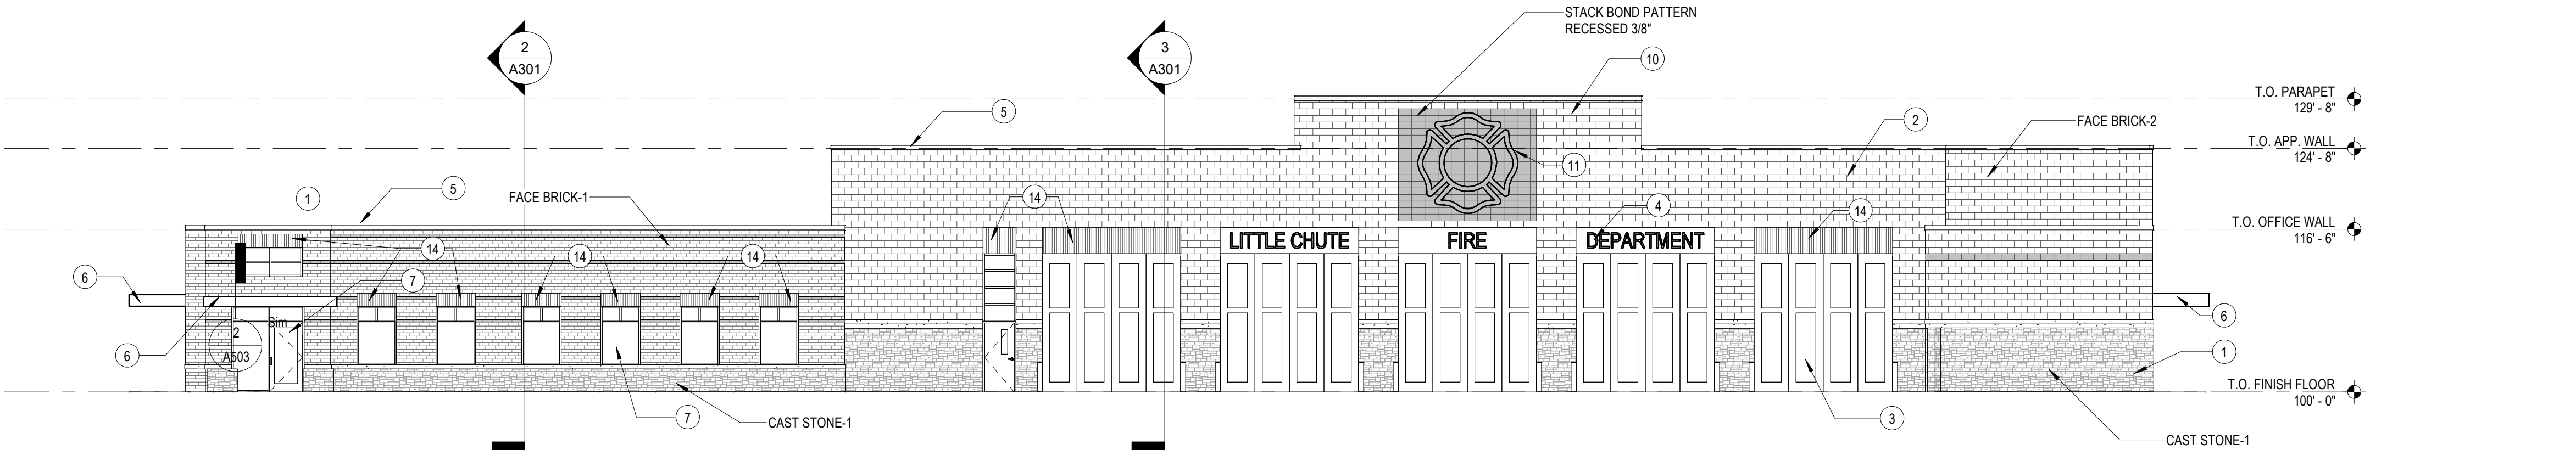 STACK BOND PATTERN
RECESSED 3/8"
2
A301
3
A301
10
T.O. PARAPET
129' - 8"
5
2
FACE BRICK-2
T.O. APP. WALL
124' - 8"
11
1
5
FACE BRICK-1
14
4
14
T.O. OFFICE WALL
116' - 6"
14
14
14
LITTLE CHUTE
FIRE
DEPARTMENT
6
7
6
Sim
2
A503
6
1
T.O. FINISH FLOOR
100' - 0"
7
CAST STONE-1
3
CAST STONE-1